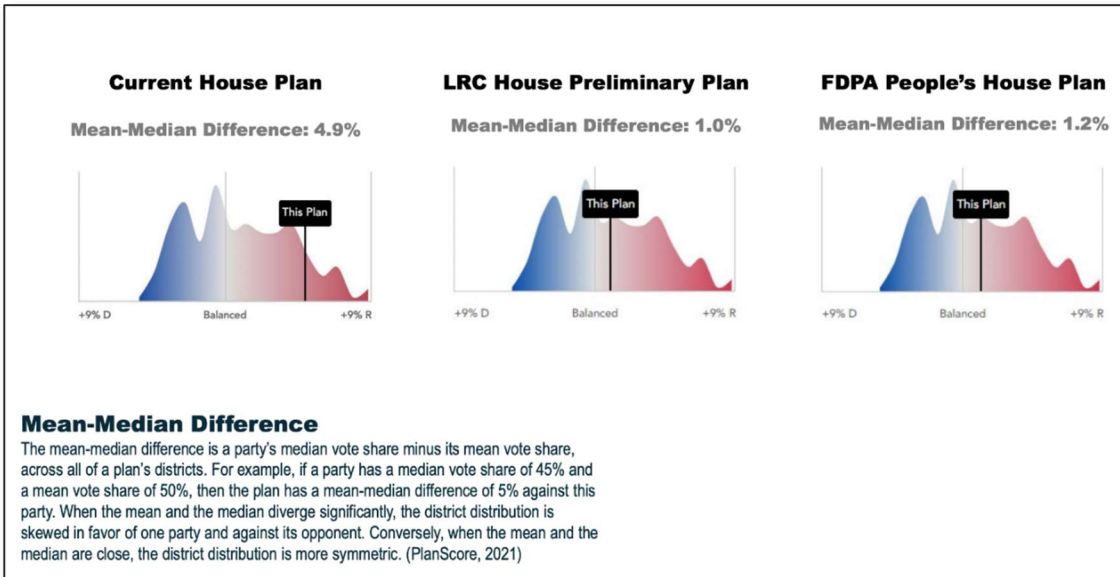 Current House Plan
Mean-Median Difference: 4.9%
This Plan
+9% D Balanced +9% R
LRC House Preliminary Plan
Mean-Median Difference: 1.0%
This Plan
+9% D Balanced +9% R
FDPA People's House Plan
Mean-Median Difference: 1.2%
This Plan
+9% D Balanced +9% R
Mean-Median Difference
The mean-median difference is a party's median vote share minus its mean vote share,
across all of a plan's districts. For example, if a party has a median vote share of 45% and
a mean vote share of 50%, then the plan has a mean-median difference of 5% against this
party. When the mean and the median diverge significantly, the district distribution is
skewed in favor of one party and against its opponent. Conversely, when the mean and the
median are close, the district distribution is more symmetric. (PlanScore, 2021)